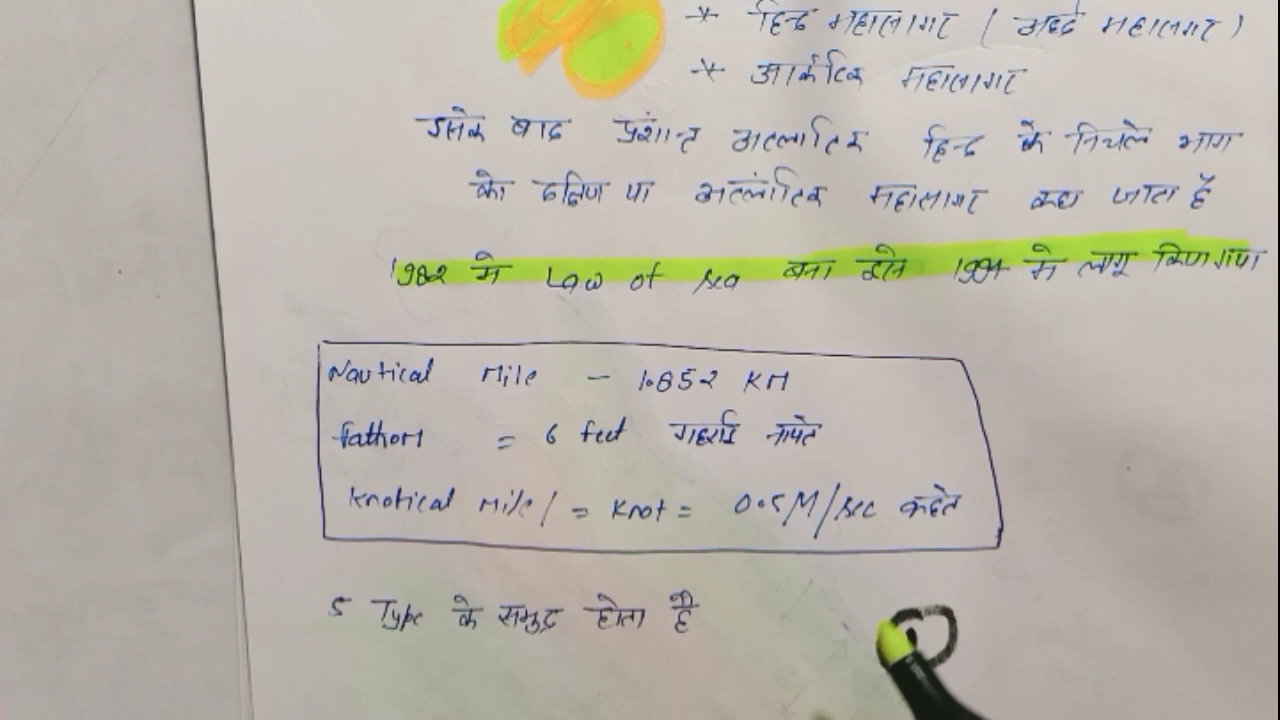 * हिन्द महासागर ( अर्द्ध महासागर )
* आर्कटिक महासागर
उसके बाद प्रशान्त अटलांटिक हिन्द के निचले भाग
को दक्षिण या अटलांटिक महासागर कहा जाता है
1982 में Law of sea बना इसे 1994 में लागू किया गया
Nautical Mile - 1.852 KM
fathom = 6 feet गहराई नापते
Knotical mile / = Knot = 0.5 M/sec कहते
5 Type के समुद्र होता है